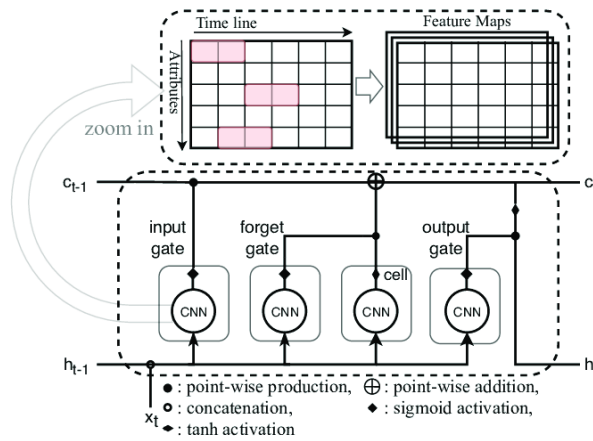 Time line
Feature Maps
Attributes
zoom in
c t-1
c
input gate
forget gate
output gate
cell
CNN
CNN
CNN
CNN
h t-1
h
x t
: point-wise production,
: point-wise addition,
: concatenation,
: sigmoid activation,
: tanh activation